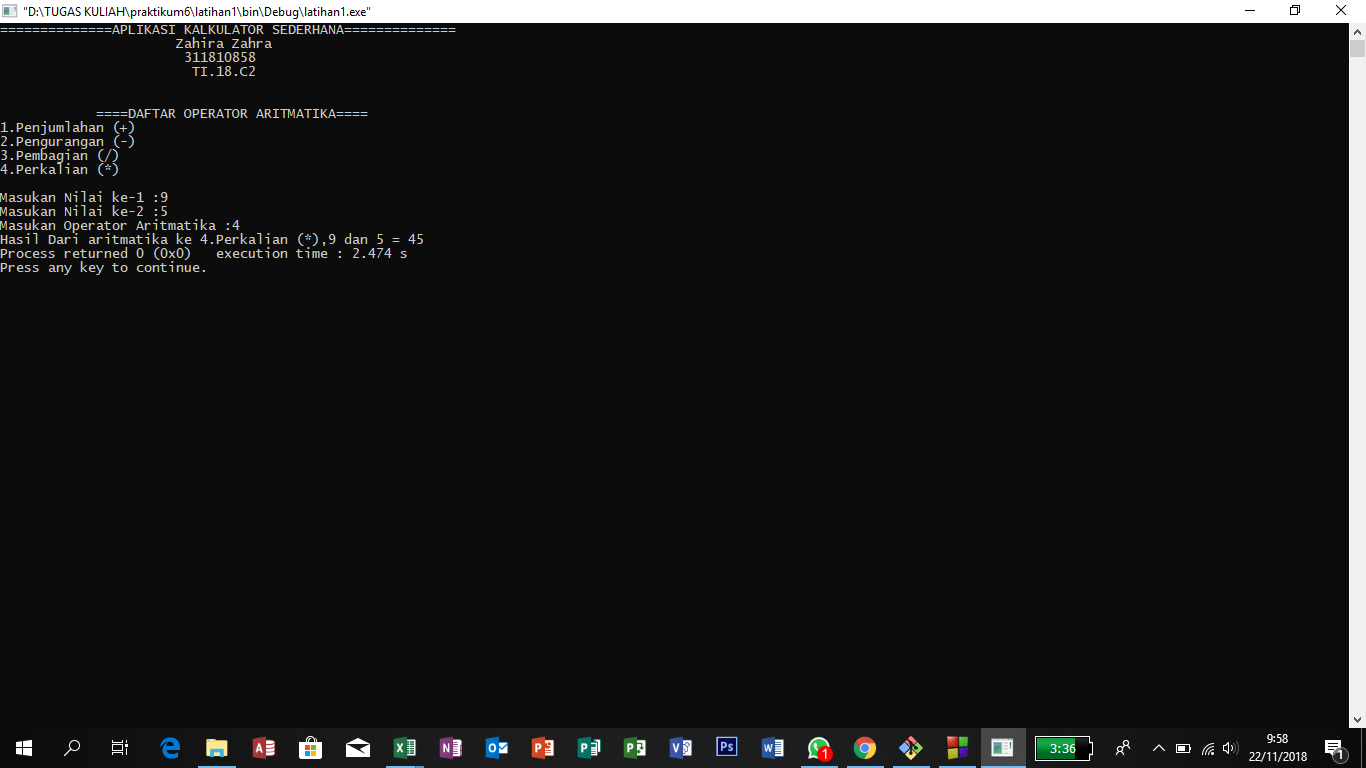 "D:\TUGAS KULIAH\praktikum6\latihan1\bin\Debug\latihan1.exe"
==============APLIKASI KALKULATOR SEDERHANA==============
Zahira Zahra
311810858
TI.18.C2
====DAFTAR OPERATOR ARITMATIKA====
1.Penjumlahan (+)
2.Pengurangan (-)
3.Pembagian (/)
4.Perkalian (*)
Masukan Nilai ke-1 :9
Masukan Nilai ke-2 :5
Masukan Operator Aritmatika :4
Hasil Dari aritmatika ke 4.Perkalian (*),9 dan 5 = 45
Process returned 0 (0x0)   execution time : 2.474 s
Press any key to continue.
3:36
9:58
22/11/2018